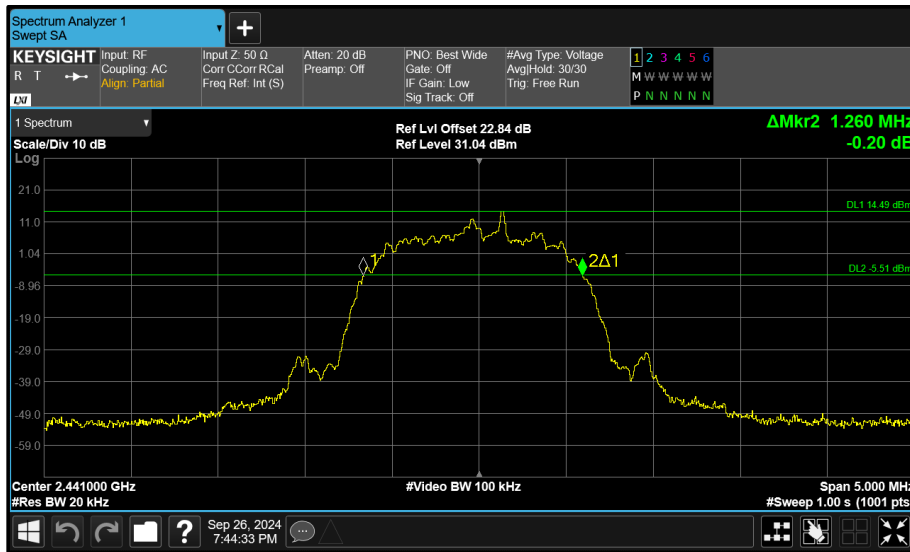 Spectrum Analyzer 1
Swept SA
KEYSIGHT
R T
LXI
Input: RF
Coupling: AC
Align: Partial
Input Z: 50 Ω
Corr CCorr RCal
Freq Ref: Int (S)
Atten: 20 dB
Preamp: Off
PNO: Best Wide
Gate: Off
IF Gain: Low
Sig Track: Off
#Avg Type: Voltage
Avg|Hold: 30/30
Trig: Free Run
1 2 3 4 5 6
M W W W W W
P N N N N N
1 Spectrum
Scale/Div 10 dB
Log
Ref Lvl Offset 22.84 dB
Ref Level 31.04 dBm
ΔMkr2 1.260 MHz
-0.20 dB
21.0
11.0
1.04
-8.96
-19.0
-29.0
-39.0
-49.0
-59.0
DL1 14.49 dBm
DL2 -5.51 dBm
1
2Δ1
Center 2.441000 GHz
#Res BW 20 kHz
#Video BW 100 kHz
Span 5.000 MHz
#Sweep 1.00 s (1001 pts
?
Sep 26, 2024
7:44:33 PM